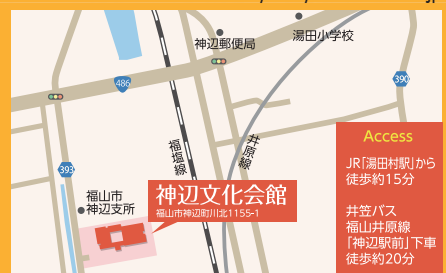 神辺郵便局
湯田小学校
486
390
福塩線
井原線
393
福山市
神辺支所
神辺文化会館
福山市神辺町川北1155-1
Access
JR「湯田村駅」から
徒歩約15分
井笠バス
福山井原線
「神辺駅前」下車
徒歩約20分